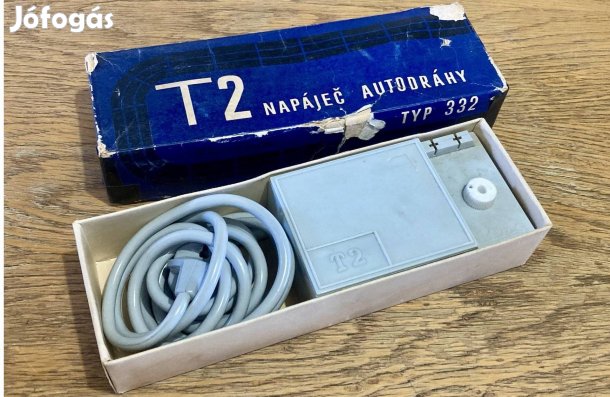 Jófogás
T2 NAPÁJEČ AUTODRÁHY
TYP 332
T2